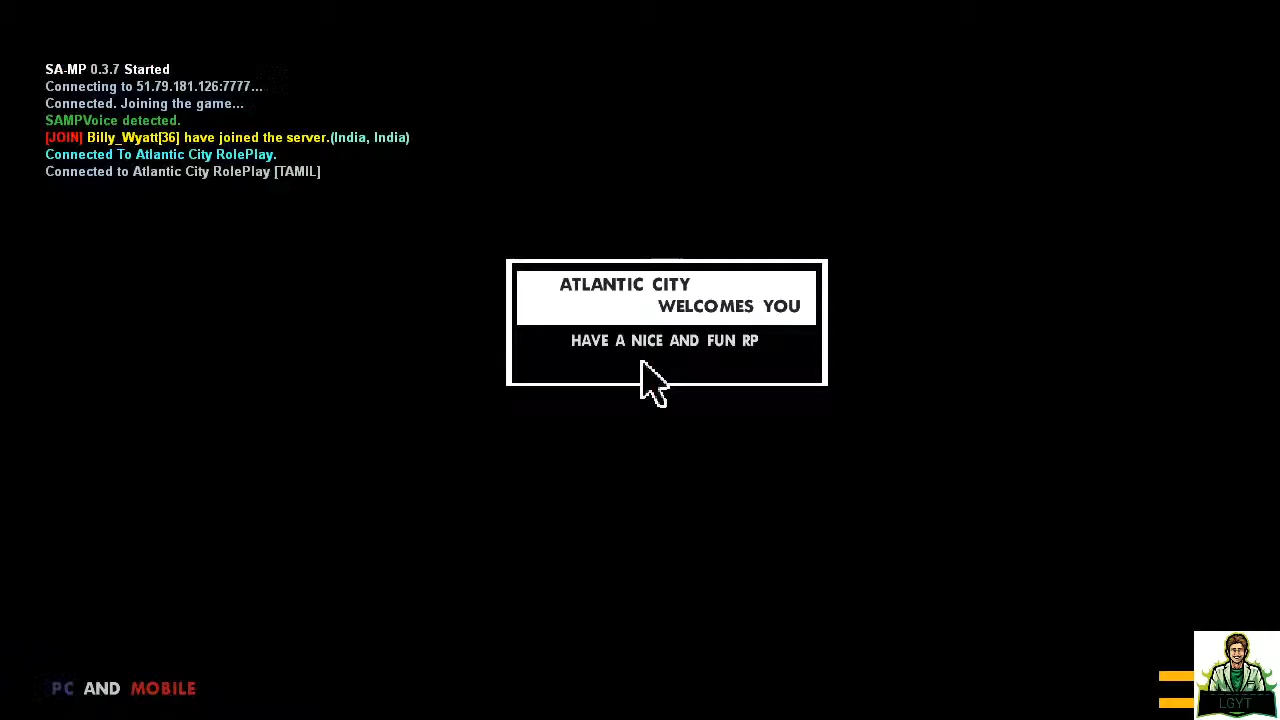 SA-MP 0.3.7 Started
Connecting to 51.79.181.126:7777...
Connected. Joining the game...
SAMPVoice detected.
[JOIN] Billy_Wyatt[36] have joined the server.(India, India)
Connected To Atlantic City RolePlay.
Connected to Atlantic City RolePlay [TAMIL]
ATLANTIC CITY
WELCOMES YOU
HAVE A NICE AND FUN RP
PC AND MOBILE
LGYT